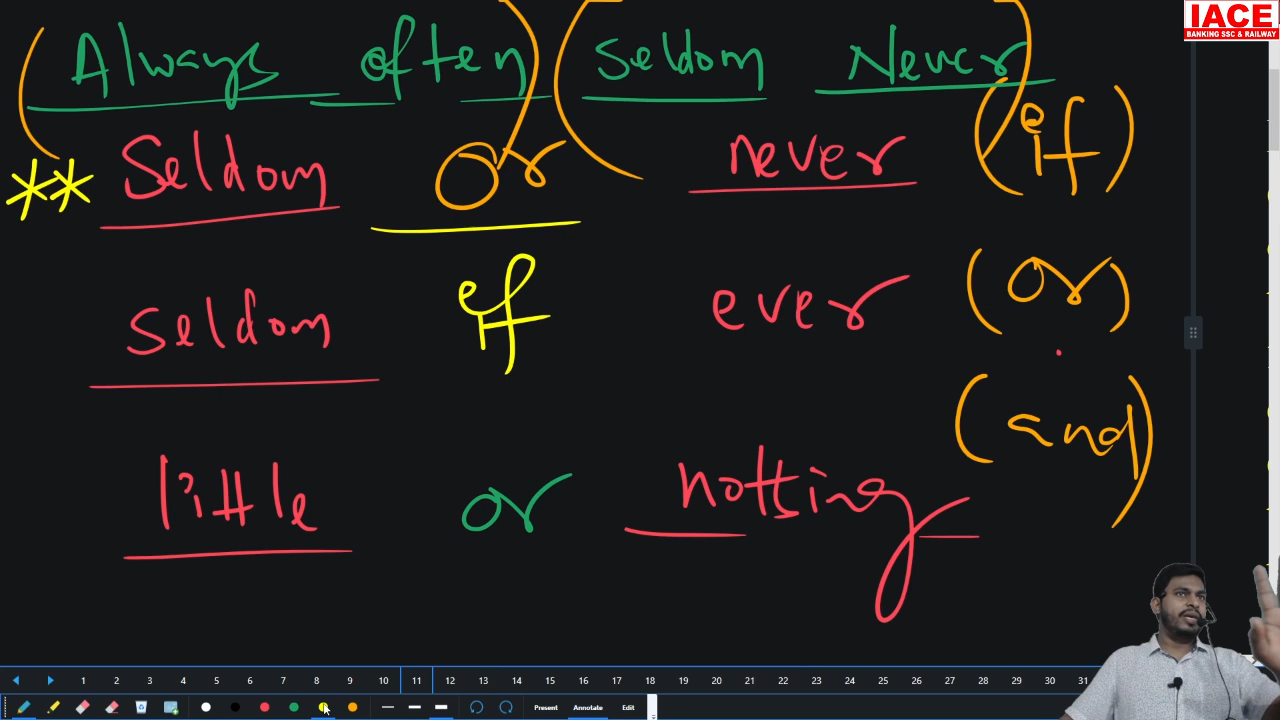 IACE
BANKING SSC & RAILWAY
(Always often) (Seldom Never)
** Seldom Or never (if)
Seldom if ever (or)
(and)
little or nothing
1 2 3 4 5 6 7 8 9 10 11 12 13 14 15 16 17 18 19 20 21 22 23 24 25 26 27 28 29 30 31
Present Annotate Edit